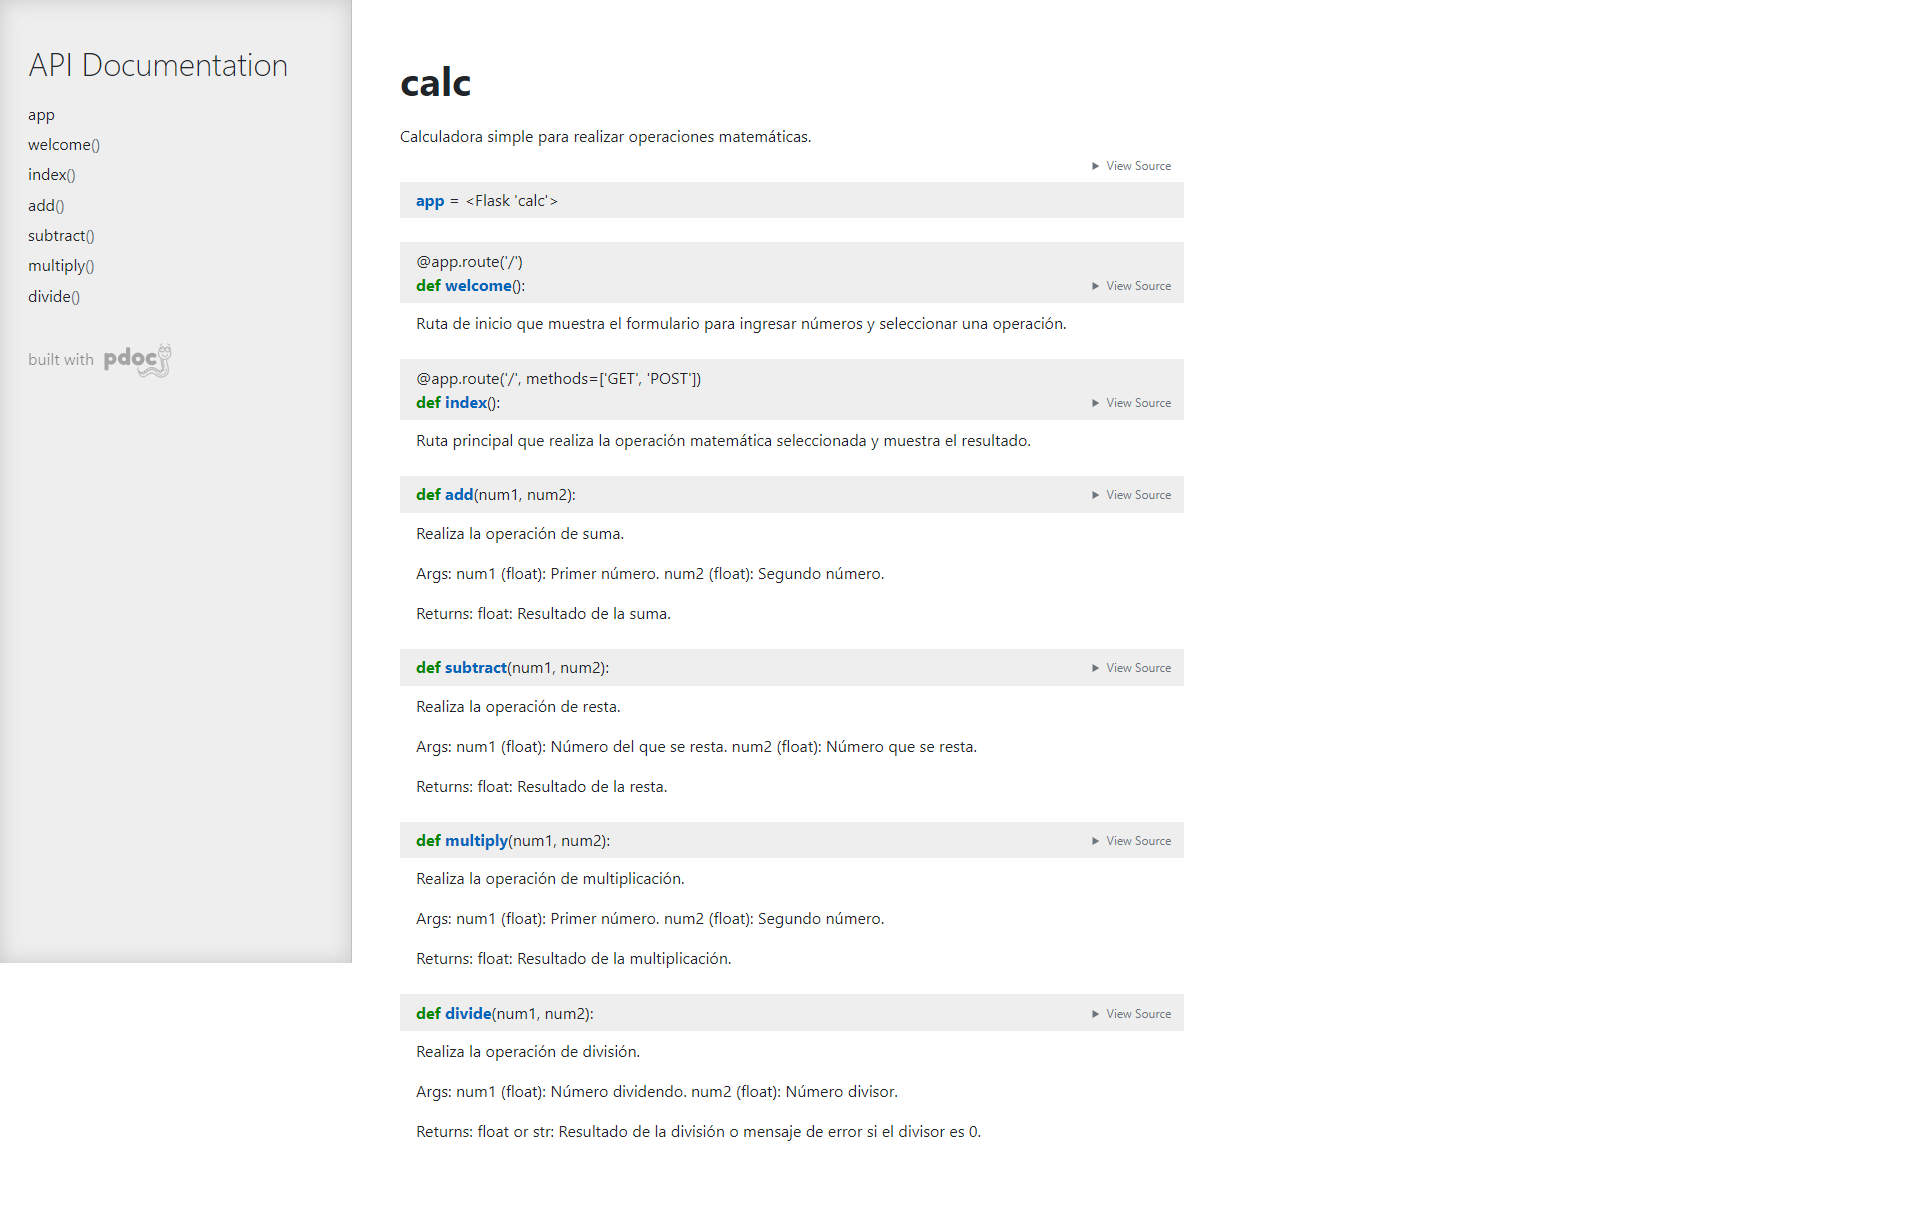 API Documentation
app
welcome()
index()
add()
subtract()
multiply()
divide()
built with pdoc
calc
Calculadora simple para realizar operaciones matemáticas.
View Source
app = <Flask 'calc'>
@app.route('/')
def welcome():
View Source
Ruta de inicio que muestra el formulario para ingresar números y seleccionar una operación.
@app.route('/', methods=['GET', 'POST'])
def index():
View Source
Ruta principal que realiza la operación matemática seleccionada y muestra el resultado.
def add(num1, num2):
View Source
Realiza la operación de suma.
Args: num1 (float): Primer número. num2 (float): Segundo número.
Returns: float: Resultado de la suma.
def subtract(num1, num2):
View Source
Realiza la operación de resta.
Args: num1 (float): Número del que se resta. num2 (float): Número que se resta.
Returns: float: Resultado de la resta.
def multiply(num1, num2):
View Source
Realiza la operación de multiplicación.
Args: num1 (float): Primer número. num2 (float): Segundo número.
Returns: float: Resultado de la multiplicación.
def divide(num1, num2):
View Source
Realiza la operación de división.
Args: num1 (float): Número dividendo. num2 (float): Número divisor.
Returns: float or str: Resultado de la división o mensaje de error si el divisor es 0.